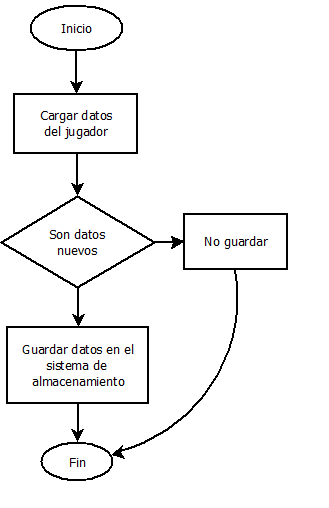 Inicio
Cargar datos
del jugador
Son datos
nuevos
No guardar
Guardar datos en el
sistema de
almacenamiento
Fin